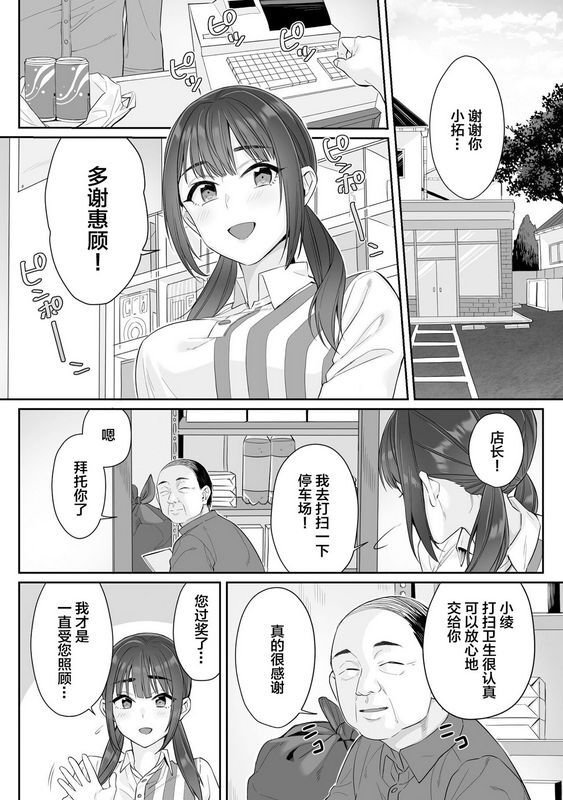 谢谢你
小拓…
ピッ
ピッ
ピッ
ピッ
多谢惠顾！
ピンポーン
ピンポーン
店长！
我去打扫一下
停车场！
嗯
拜托你了
小绫
打扫卫生很认真
可以放心地
交给你
真的很感谢
您过奖了…
我才是
一直受您照顾…